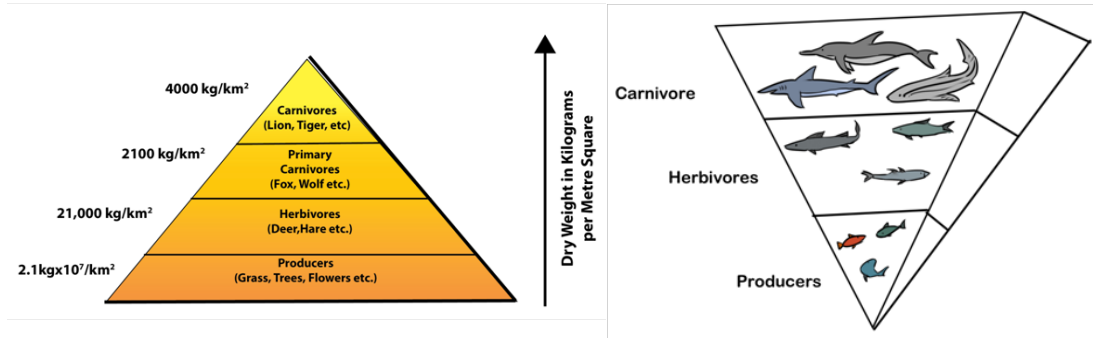 4000 kg/km²
Carnivores
(Lion, Tiger, etc)
2100 kg/km²
Primary
Carnivores
(Fox, Wolf etc.)
21,000 kg/km²
Herbivores
(Deer,Hare etc.)
2.1kgx10⁷/km²
Producers
(Grass, Trees, Flowers etc.)
Dry Weight in Kilograms
per Metre Square
Carnivore
Herbivores
Producers